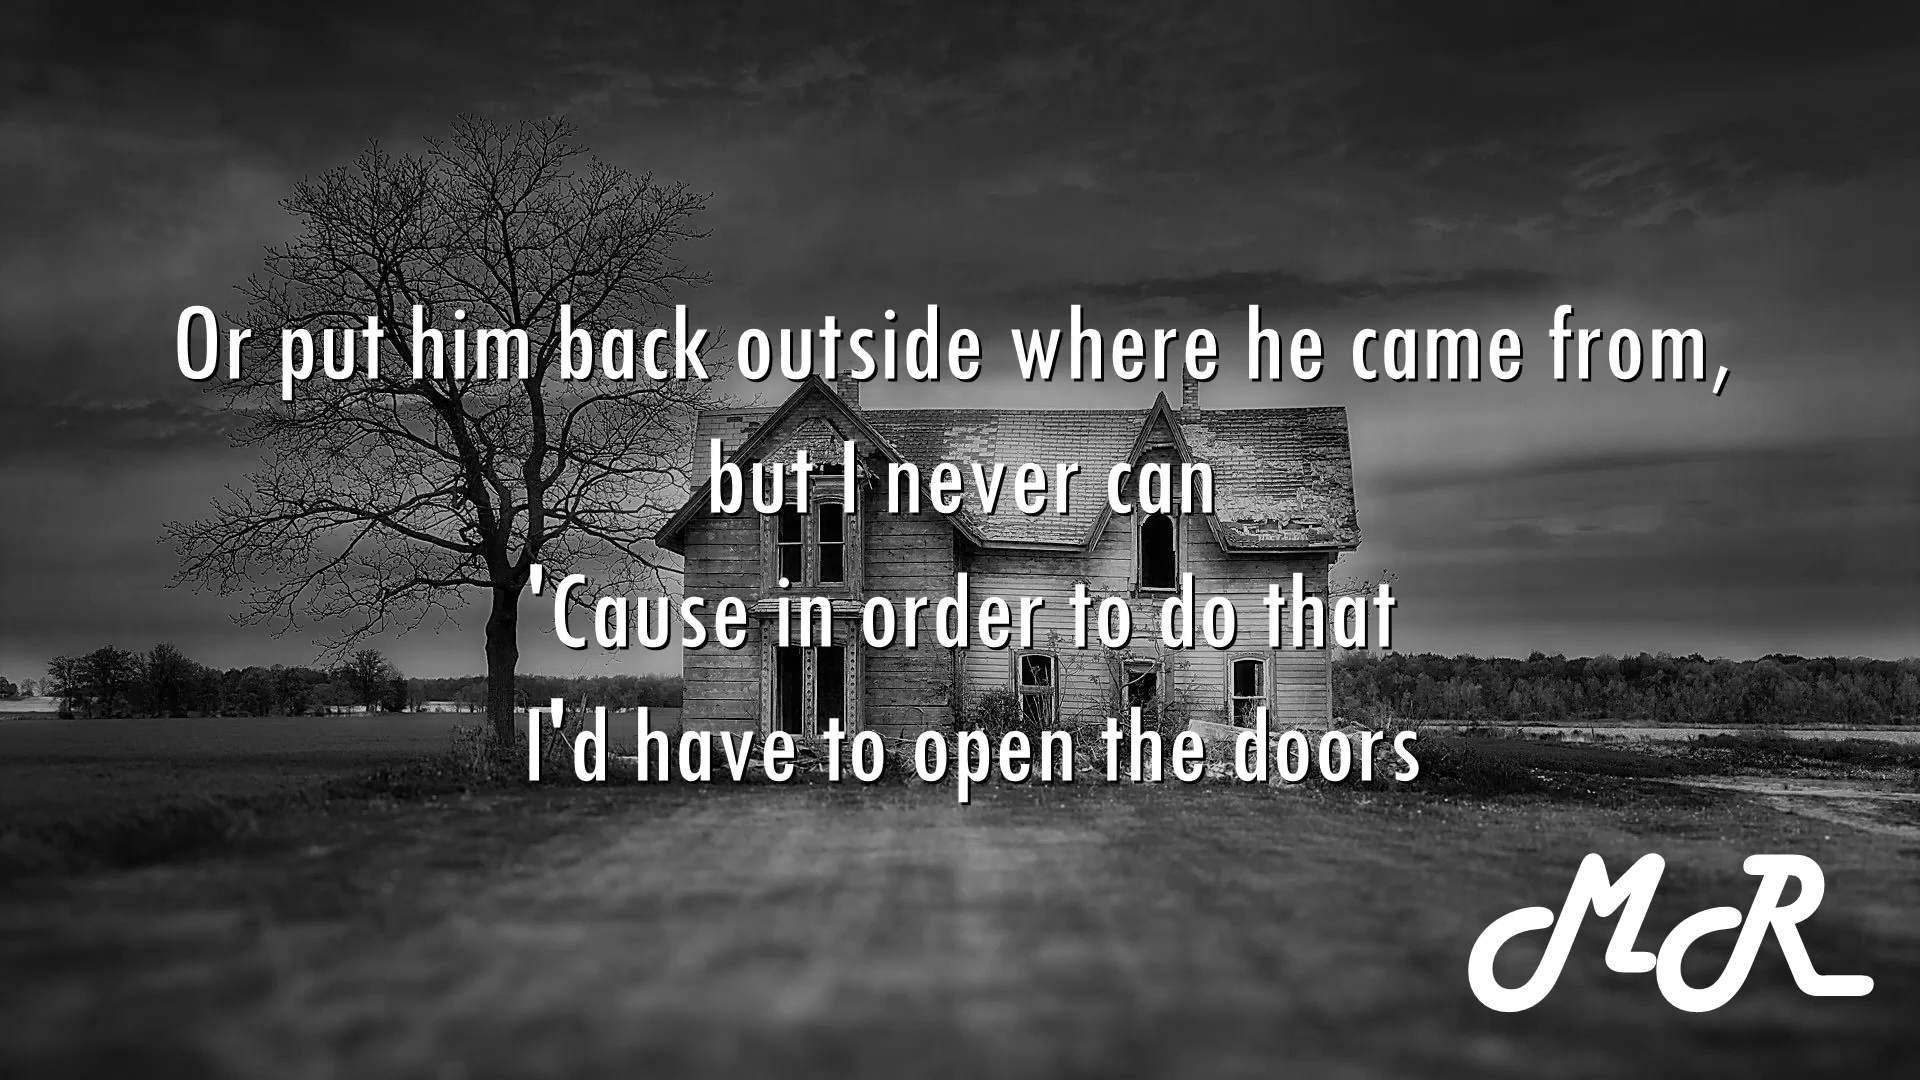 Or put him back outside where he came from,
but I never can
'Cause in order to do that
I'd have to open the doors
MR